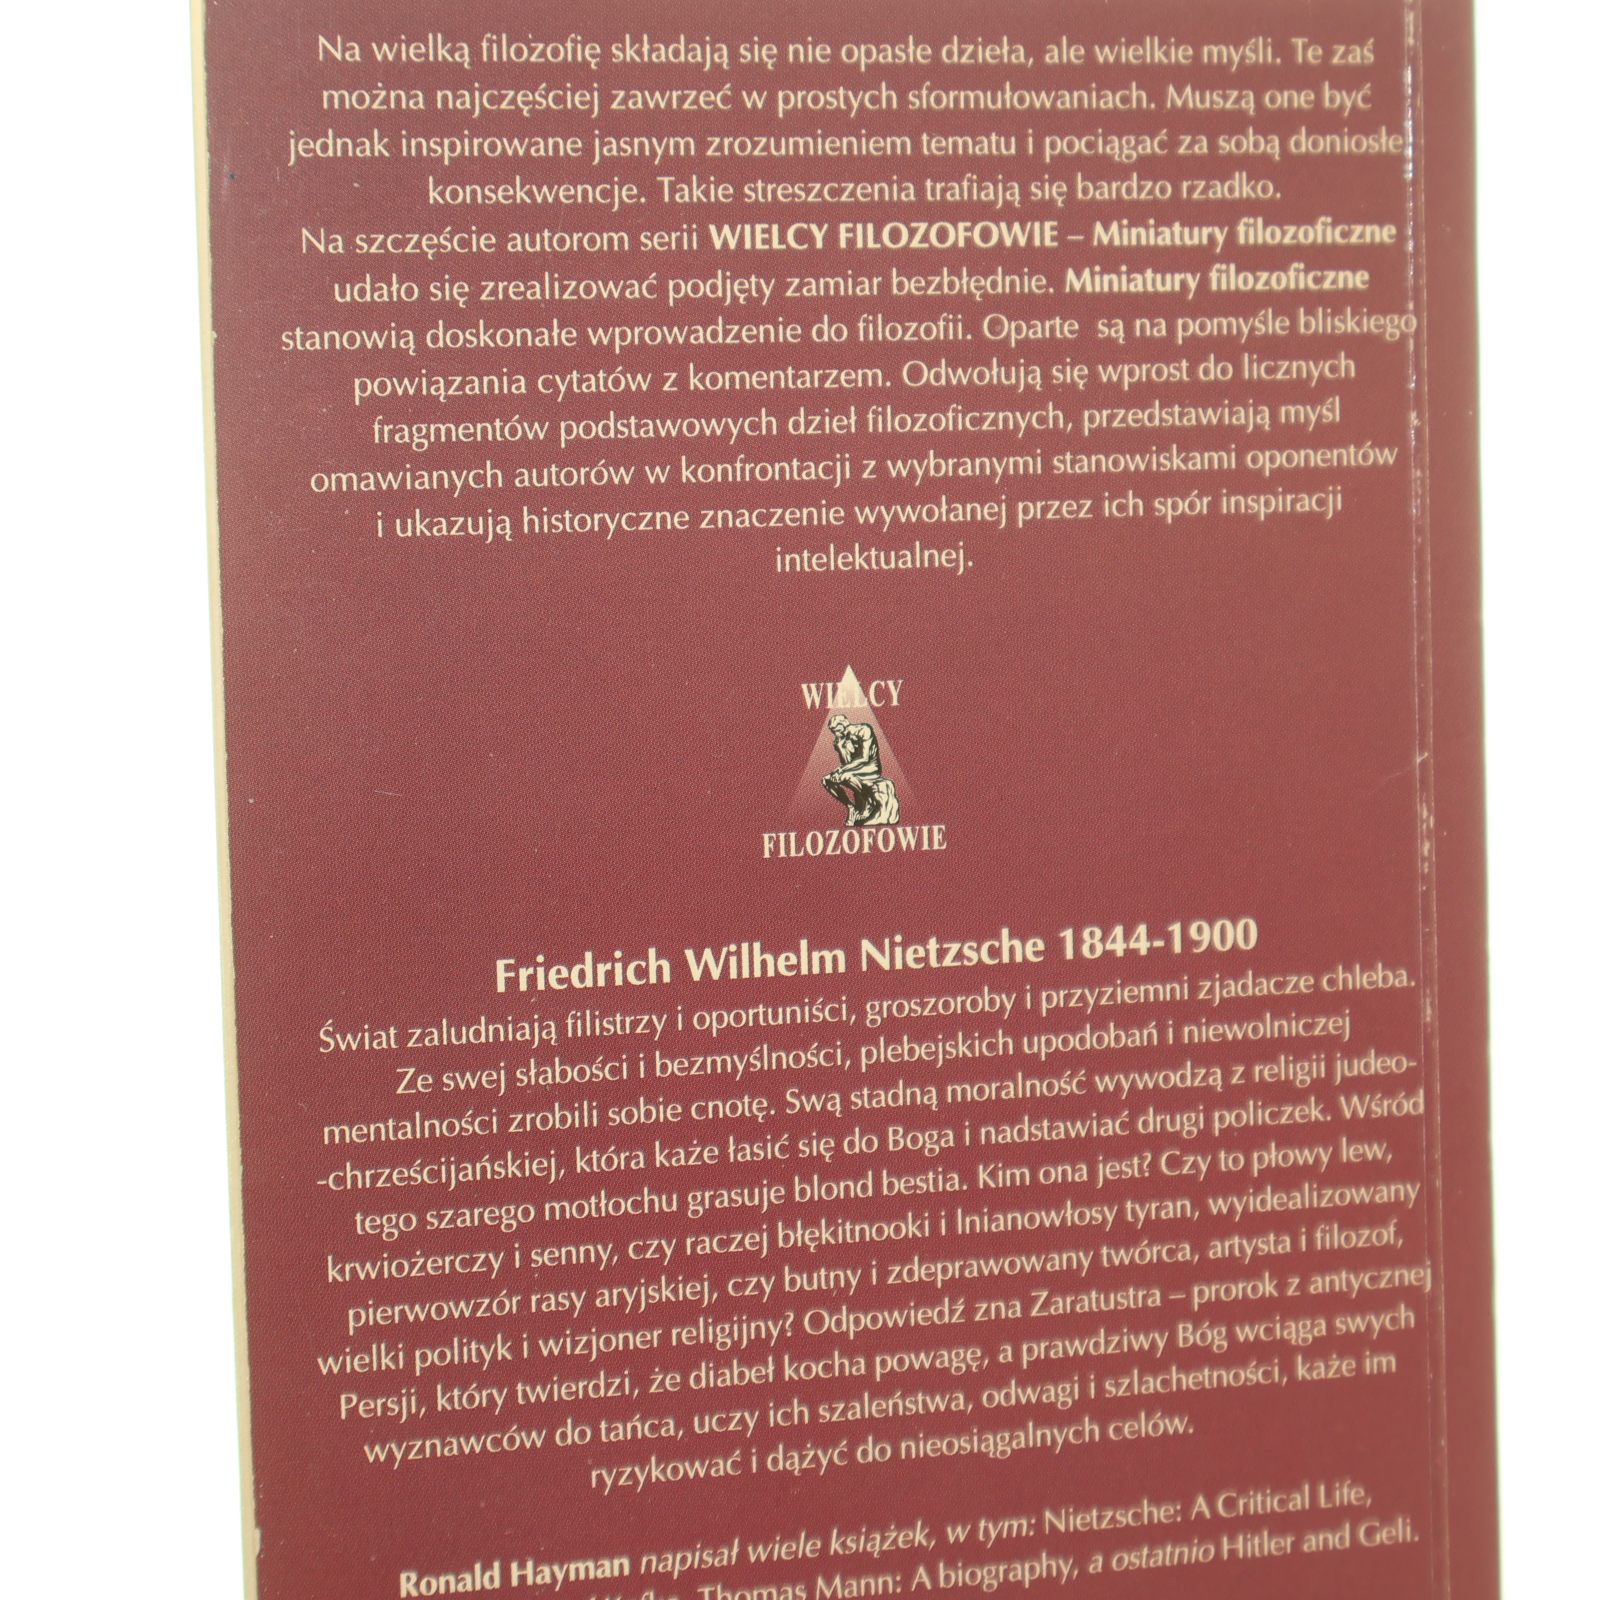 Na wielką filozofię składają się nie opasłe dzieła, ale wielkie myśli. Te zaś
można najczęściej zawrzeć w prostych sformułowaniach. Muszą one być
jednak inspirowane jasnym zrozumieniem tematu i pociągać za sobą doniosłe
konsekwencje. Takie streszczenia trafiają się bardzo rzadko.
Na szczęście autorom serii WIELCY FILOZOFOWIE – Miniatury filozoficzne
udało się zrealizować podjęty zamiar bezbłędnie. Miniatury filozoficzne
stanowią doskonałe wprowadzenie do filozofii. Oparte są na pomyśle bliskiego
powiązania cytatów z komentarzem. Odwołują się wprost do licznych
fragmentów podstawowych dzieł filozoficznych, przedstawiają myśl
omawianych autorów w konfrontacji z wybranymi stanowiskami oponentów
i ukazują historyczne znaczenie wywołanej przez ich spór inspiracji
intelektualnej.
WIELCY
FILOZOFOWIE
Friedrich Wilhelm Nietzsche 1844-1900
Świat zaludniają filistrzy i oportuniści, groszoroby i przyziemni zjadacze chleba.
Ze swej słabości i bezmyślności, plebejskich upodobań i niewolniczej
mentalności zrobili sobie cnotę. Swą stadną moralność wywodzą z religii judeo-
-chrześcijańskiej, która każe łasić się do Boga i nadstawiać drugi policzek. Wśród
tego szarego motłochu grasuje blond bestia. Kim ona jest? Czy to płowy lew,
krwiożerczy i senny, czy raczej błękitnooki i lnianowłosy tyran, wyidealizowany
pierwowzór rasy aryjskiej, czy butny i zdeprawowany twórca, artysta i filozof,
wielki polityk i wizjoner religijny? Odpowiedź zna Zaratustra – prorok z antycznej
Persji, który twierdzi, że diabeł kocha powagę, a prawdziwy Bóg wciąga swych
wyznawców do tańca, uczy ich szaleństwa, odwagi i szlachetności, każe im
ryzykować i dążyć do nieosiągalnych celów.
Ronald Hayman napisał wiele książek, w tym: Nietzsche: A Critical Life,
Thomas Mann: A biography, a ostatnio Hitler and Geli.